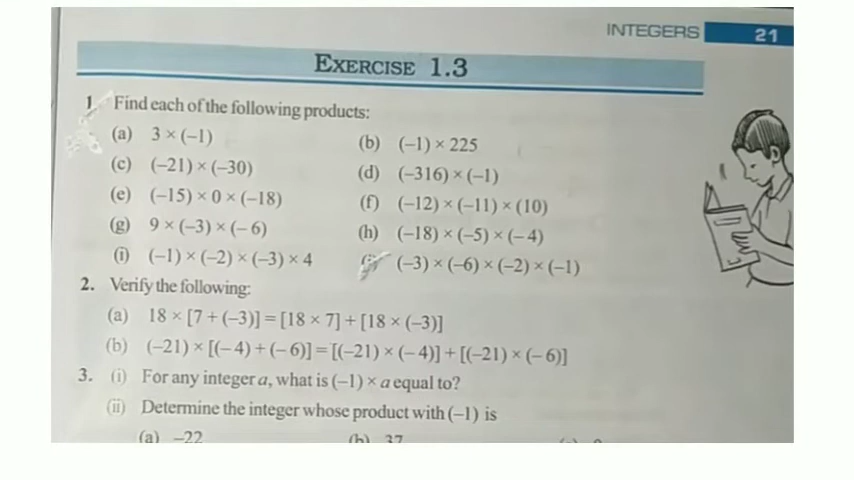 INTEGERS 21
EXERCISE 1.3
1. Find each of the following products:
(a) 3 × (–1) (b) (–1) × 225
(c) (–21) × (–30) (d) (–316) × (–1)
(e) (–15) × 0 × (–18) (f) (–12) × (–11) × (10)
(g) 9 × (–3) × (– 6) (h) (–18) × (–5) × (– 4)
(i) (–1) × (–2) × (–3) × 4 (–3) × (–6) × (–2) × (–1)
2. Verify the following:
(a) 18 × [7 + (–3)] = [18 × 7] + [18 × (–3)]
(b) (–21) × [(– 4) + (– 6)] = [(–21) × (– 4)] + [(–21) × (– 6)]
3. (i) For any integer a, what is (–1) × a equal to?
(ii) Determine the integer whose product with (–1) is
(a) –22 (b) 37